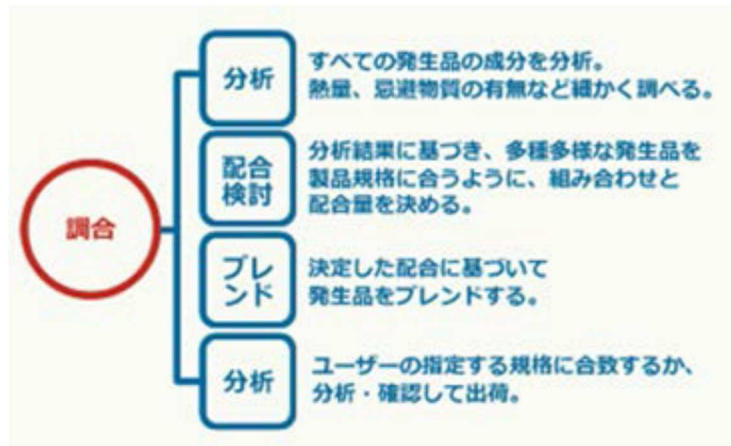 調合
分析
すべての発生品の成分を分析。
熱量、忌避物質の有無など細かく調べる。
配合
検討
分析結果に基づき、多種多様な発生品を
製品規格に合うように、組み合わせと
配合量を決める。
ブレ
ンド
決定した配合に基づいて
発生品をブレンドする。
分析
ユーザーの指定する規格に合致するか、
分析・確認して出荷。